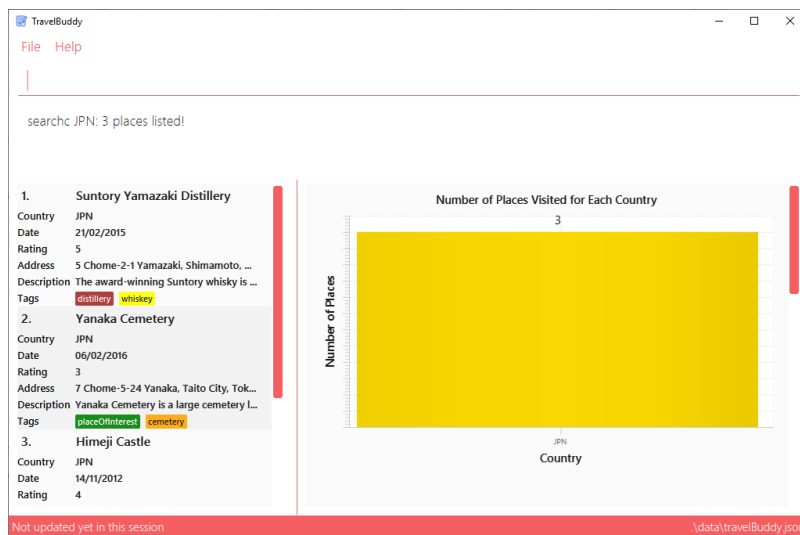 TravelBuddy
File Help
searchc JPN: 3 places listed!
1. Suntory Yamazaki Distillery
Country JPN
Date 21/02/2015
Rating 5
Address 5 Chome-2-1 Yamazaki, Shimamoto, ...
Description The award-winning Suntory whisky is ...
Tags distillery whiskey
2. Yanaka Cemetery
Country JPN
Date 06/02/2016
Rating 3
Address 7 Chome-5-24 Yanaka, Taito City, Tok...
Description Yanaka Cemetery is a large cemetery l...
Tags placeOfInterest cemetery
3. Himeji Castle
Country JPN
Date 14/11/2012
Rating 4
Number of Places Visited for Each Country
3
Number of Places
JPN
Country
Not updated yet in this session
.\data\travelBuddy.json